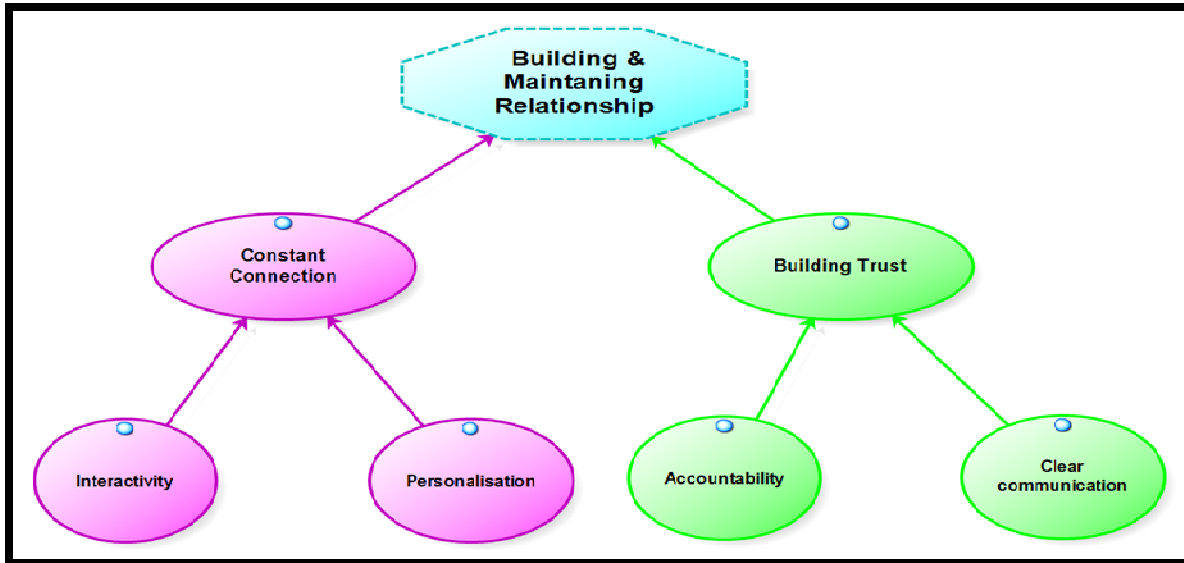 Building &
Maintaning
Relationship
Constant
Connection
Building Trust
Interactivity
Personalisation
Accountability
Clear
communication